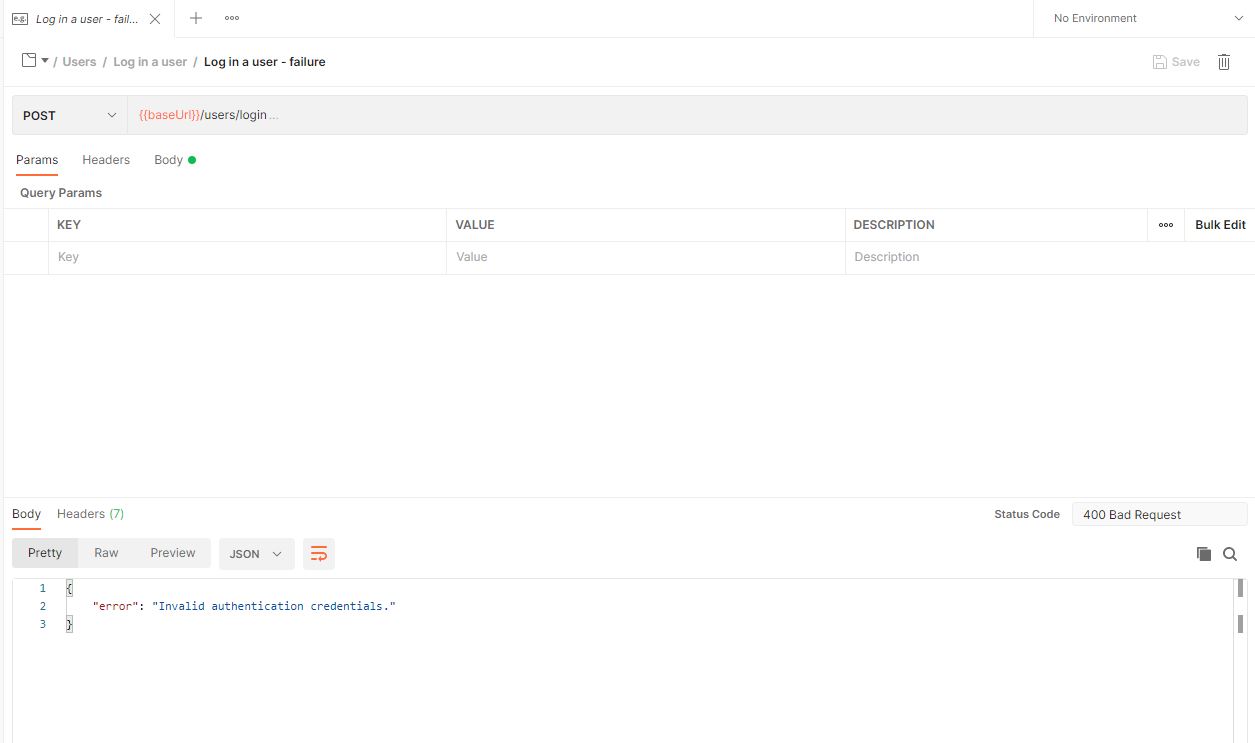 e.g. Log in a user - fail...
No Environment
/ Users / Log in a user / Log in a user - failure
Save
POST
{{baseUrl}}/users/login ...
Params Headers Body
Query Params
KEY VALUE DESCRIPTION Bulk Edit
Key Value Description
Body Headers (7) Status Code 400 Bad Request
Pretty Raw Preview JSON
1 {
2 "error": "Invalid authentication credentials."
3 }